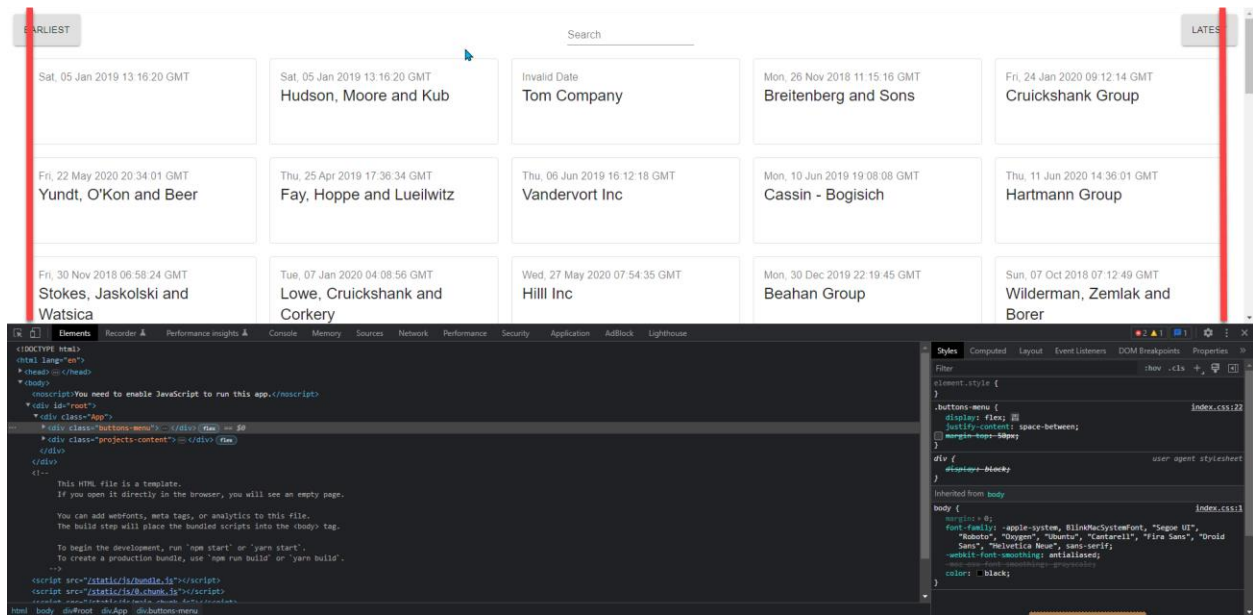 EARLIEST
Search
LATEST
Sat, 05 Jan 2019 13:16:20 GMT
Sat, 05 Jan 2019 13:16:20 GMT
Hudson, Moore and Kub
Invalid Date
Tom Company
Mon, 26 Nov 2018 11:15:16 GMT
Breitenberg and Sons
Fri, 24 Jan 2020 09:12:14 GMT
Cruickshank Group
Fri, 22 May 2020 20:34:01 GMT
Yundt, O'Kon and Beer
Thu, 25 Apr 2019 17:36:34 GMT
Fay, Hoppe and Lueilwitz
Thu, 06 Jun 2019 16:12:18 GMT
Vandervort Inc
Mon, 10 Jun 2019 19:08:08 GMT
Cassin - Bogisich
Thu, 11 Jun 2020 14:36:01 GMT
Hartmann Group
Fri, 30 Nov 2018 06:58:24 GMT
Stokes, Jaskolski and
Watsica
Tue, 07 Jan 2020 04:08:56 GMT
Lowe, Cruickshank and
Corkery
Wed, 27 May 2020 07:54:35 GMT
Hilll Inc
Mon, 30 Dec 2019 22:19:45 GMT
Beahan Group
Sun, 07 Oct 2018 07:12:49 GMT
Wilderman, Zemlak and
Borer
Elements Recorder Performance insights Console Memory Sources Network Performance Security Application AdBlock Lighthouse 2 1 1
<!DOCTYPE html>
<html lang="en">
<head>…</head>
<body>
<noscript>You need to enable JavaScript to run this app.</noscript>
<div id="root">
<div class="App">
<div class="buttons-menu">…</div> flex == $0
<div class="projects-content">…</div> flex
</div>
</div>
<!--
This HTML file is a template.
If you open it directly in the browser, you will see an empty page.
You can add webfonts, meta tags, or analytics to this file.
The build step will place the bundled scripts into the <body> tag.
To begin the development, run `npm start` or `yarn start`.
To create a production bundle, use `npm run build` or `yarn build`.
-->
<script src="/static/js/bundle.js"></script>
<script src="/static/js/0.chunk.js"></script>
<script src="/static/js/main.chunk.js"></script>
html body div#root div.App div.buttons-menu
Styles Computed Layout Event Listeners DOM Breakpoints Properties »
Filter :hov .cls +
element.style {
}
.buttons-menu { index.css:22
display: flex;
justify-content: space-between;
margin-top: 50px;
}
div { user agent stylesheet
display: block;
}
Inherited from body
body { index.css:1
margin: 0;
font-family: -apple-system, BlinkMacSystemFont, "Segoe UI",
"Roboto", "Oxygen", "Ubuntu", "Cantarell", "Fira Sans", "Droid
Sans", "Helvetica Neue", sans-serif;
-webkit-font-smoothing: antialiased;
-moz-osx-font-smoothing: grayscale;
color: black;
}